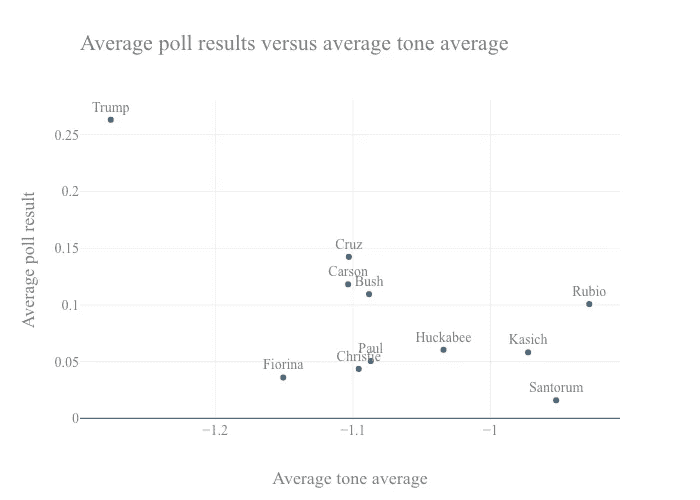 Average poll results versus average tone average
Trump
0.25
0.2
Average poll result
0.15
Cruz
Carson
Bush
0.1
Rubio
Huckabee
Kasich
Paul
Christie
0.05
Fiorina
Santorum
0
−1.2
−1.1
−1
Average tone average